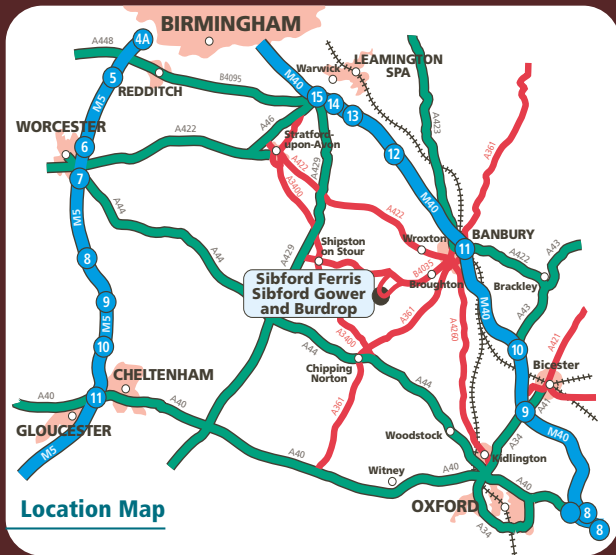 BIRMINGHAM
4A
A448
M40
LEAMINGTON
SPA
Warwick
5
B4095
REDDITCH
15
14
M5
13
A423
WORCESTER
A46
A422
Stratford-
upon-Avon
A361
6
12
A429
A422
7
A3400
M40
A44
A422
M5
A44
A429
Shipston
on Stour
Wroxton
BANBURY
11
A43
A422
8
B4035
Broughton
Brackley
Sibford Ferris
Sibford Gower
and Burdrop
9
M5
A361
A4260
M40
A43
A3400
A421
10
A44
10
CHELTENHAM
Chipping
Norton
Bicester
A44
A40
11
A40
A361
9
A41
GLOUCESTER
Woodstock
A34
M40
M5
A40
Kidlington
Witney
A40
A40
Location Map
OXFORD
8
8
A34